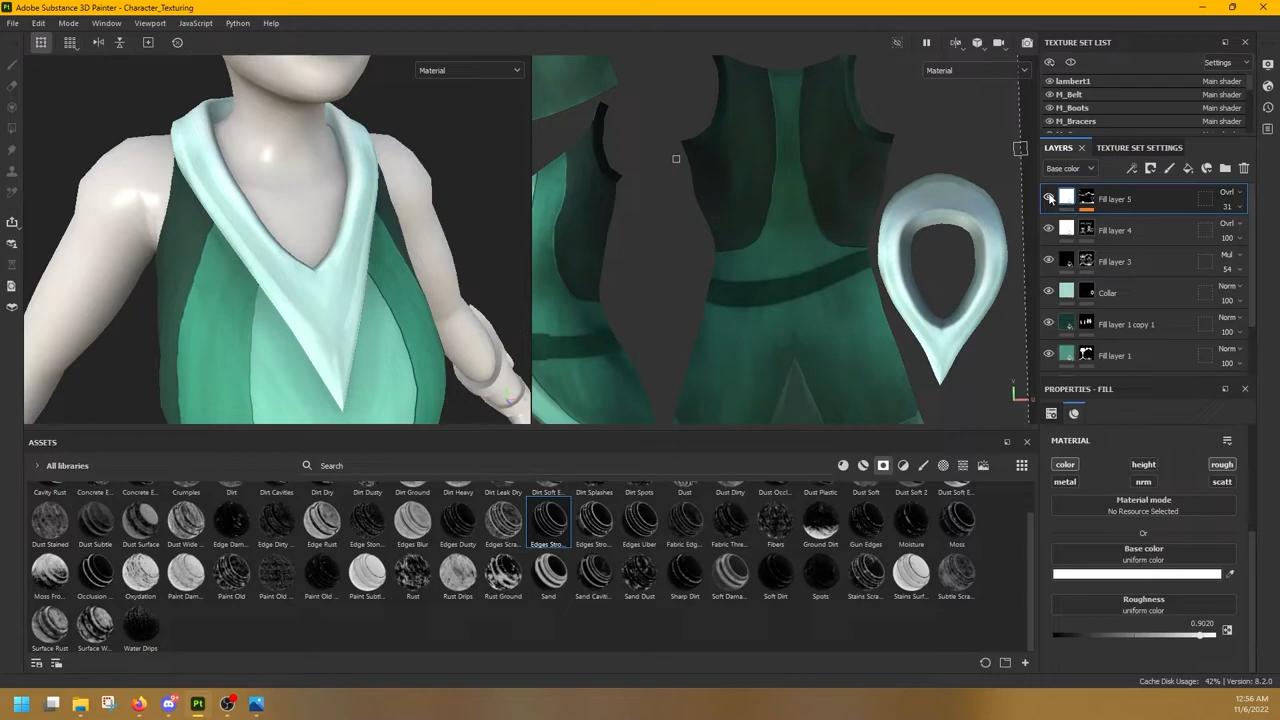 Adobe Substance 3D Painter - Character_Texturing
File Edit Mode Window Viewport JavaScript Python Help
Material
Material
TEXTURE SET LIST
Settings
lambert1 Main shader
M_Belt Main shader
M_Boots Main shader
M_Bracers Main shader
LAYERS TEXTURE SET SETTINGS
Base color
Fill layer 5 Ovrl 31
Fill layer 4 Ovrl 100
Fill layer 3 Mul 54
Collar Norm 100
Fill layer 1 copy 1 Norm 100
Fill layer 1 Norm 100
PROPERTIES - FILL
MATERIAL
color height rough
metal nrm scatt
Material mode
No Resource Selected
Or
Base color
uniform color
Roughness
uniform color
0.9020
ASSETS
All libraries Search
Cavity Rust Concrete E... Crumples Dirt Dirt Cavities Dirt Dry Dirt Dusty Dirt Ground Dirt Heavy Dirt Leak Dry Dirt Soft E... Dirt Splashes Dirt Spots Dust Dust Dirty Dust Occl... Dust Plastic Dust Soft Dust Soft 2 Dust Soft E...
Dust Stained Dust Subtle Dust Surface Dust Wide ... Edge Dam... Edge Dirty ... Edge Rust Edge Ston... Edges Blur Edges Dusty Edges Scra... Edges Stro... Edges Stro... Edges Uber Fabric Edg... Fabric Thre... Fibers Ground Dirt Gun Edges Moisture Moss
Moss Fro... Occlusion ... Oxydation Paint Dam... Paint Old Paint Old ... Paint Old ... Paint Subtl... Rust Rust Drips Rust Ground Sand Sand Caviti... Sand Dust Sharp Dirt Soft Dama... Soft Dirt Spots Stains Scra... Stains Surf... Subtle Scra...
Surface Rust Surface W... Water Drips
Cache Disk Usage: 42% | Version: 8.2.0
12:56 AM
11/6/2022